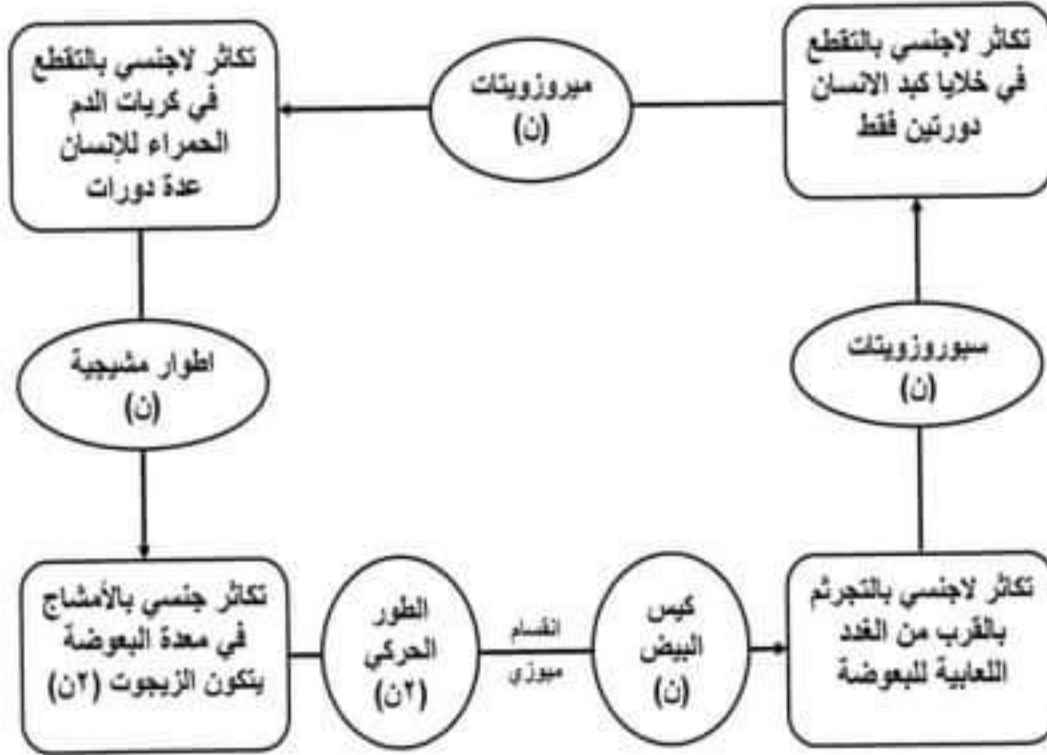 تكاثر لاجنسي بالتقطع
في خلايا كبد الانسان
دورتين فقط
ميروزويتات
(ن)
تكاثر لاجنسي بالتقطع
في كريات الدم
الحمراء للإنسان
عدة دورات
اطوار مشيجية
(ن)
تكاثر جنسي بالأمشاج
في معدة البعوضة
يتكون الزيجوت (٢ن)
الطور
الحركي
(٢ن)
انقسام
ميوزي
كيس
البيض
(ن)
تكاثر لاجنسي بالتجرثم
بالقرب من الغدد
اللعابية للبعوضة
سبوروزويتات
(ن)